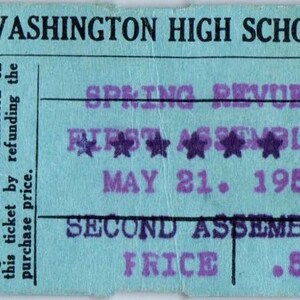 WASHINGTON HIGH SCHO
SPRING REVUE
FIRST ASSEMBL
MAY 21. 195
SECOND ASSEMB
PRICE .
this ticket by refunding the
purchase price.